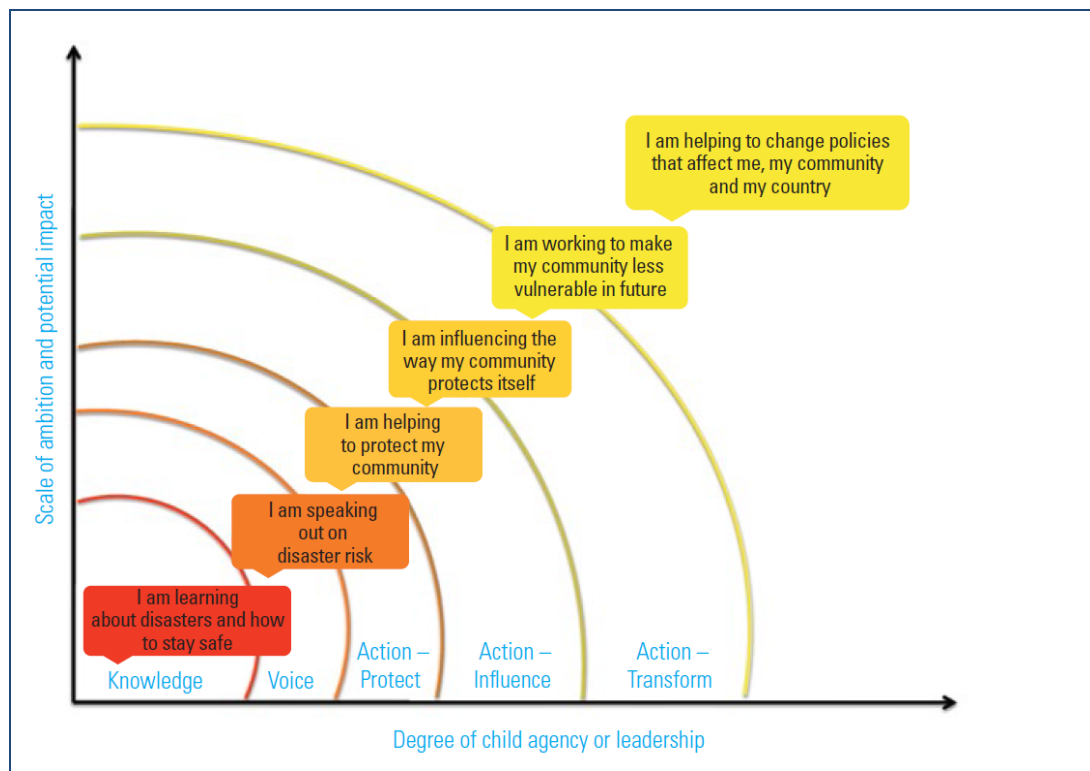 I am helping to change policies
that affect me, my community
and my country
I am working to make
my community less
vulnerable in future
I am influencing the
way my community
protects itself
I am helping
to protect my
community
I am speaking
out on
disaster risk
I am learning
about disasters and how
to stay safe
Scale of ambition and potential impact
Knowledge
Voice
Action –
Protect
Action –
Influence
Action –
Transform
Degree of child agency or leadership